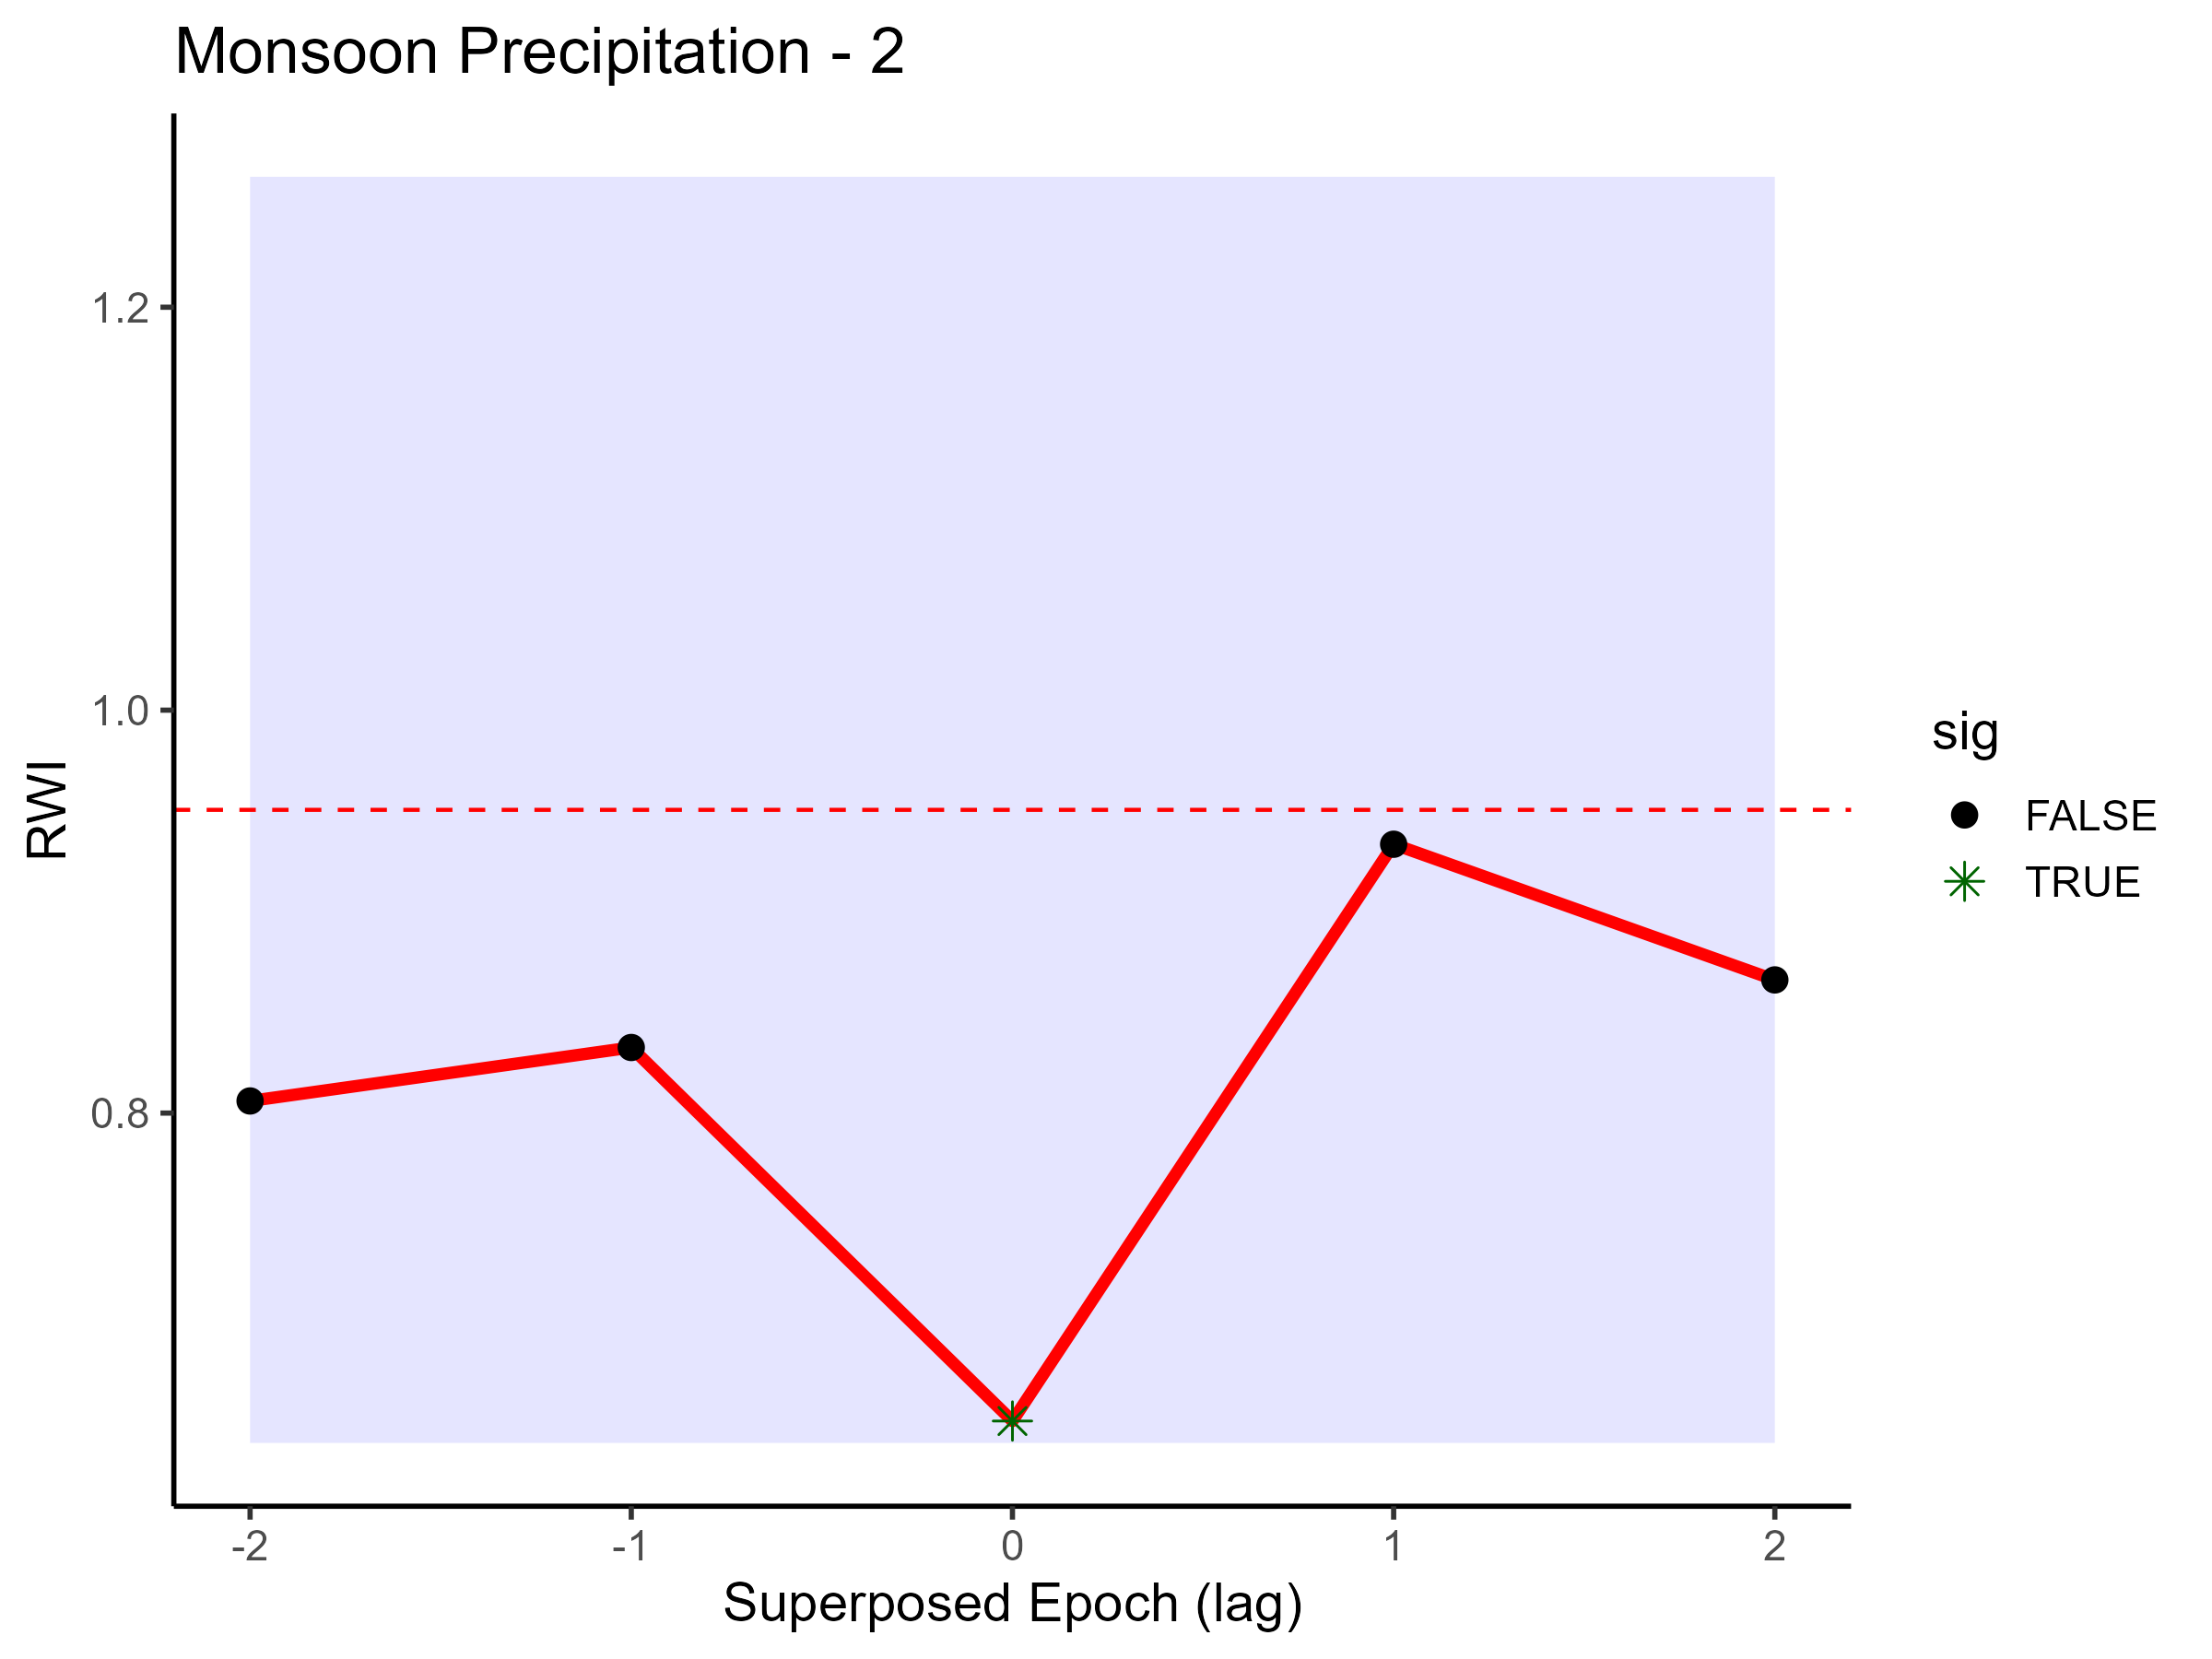 Monsoon Precipitation - 2
1.2
1.0
0.8
RWI
-2
-1
0
1
2
Superposed Epoch (lag)
sig
FALSE
TRUE